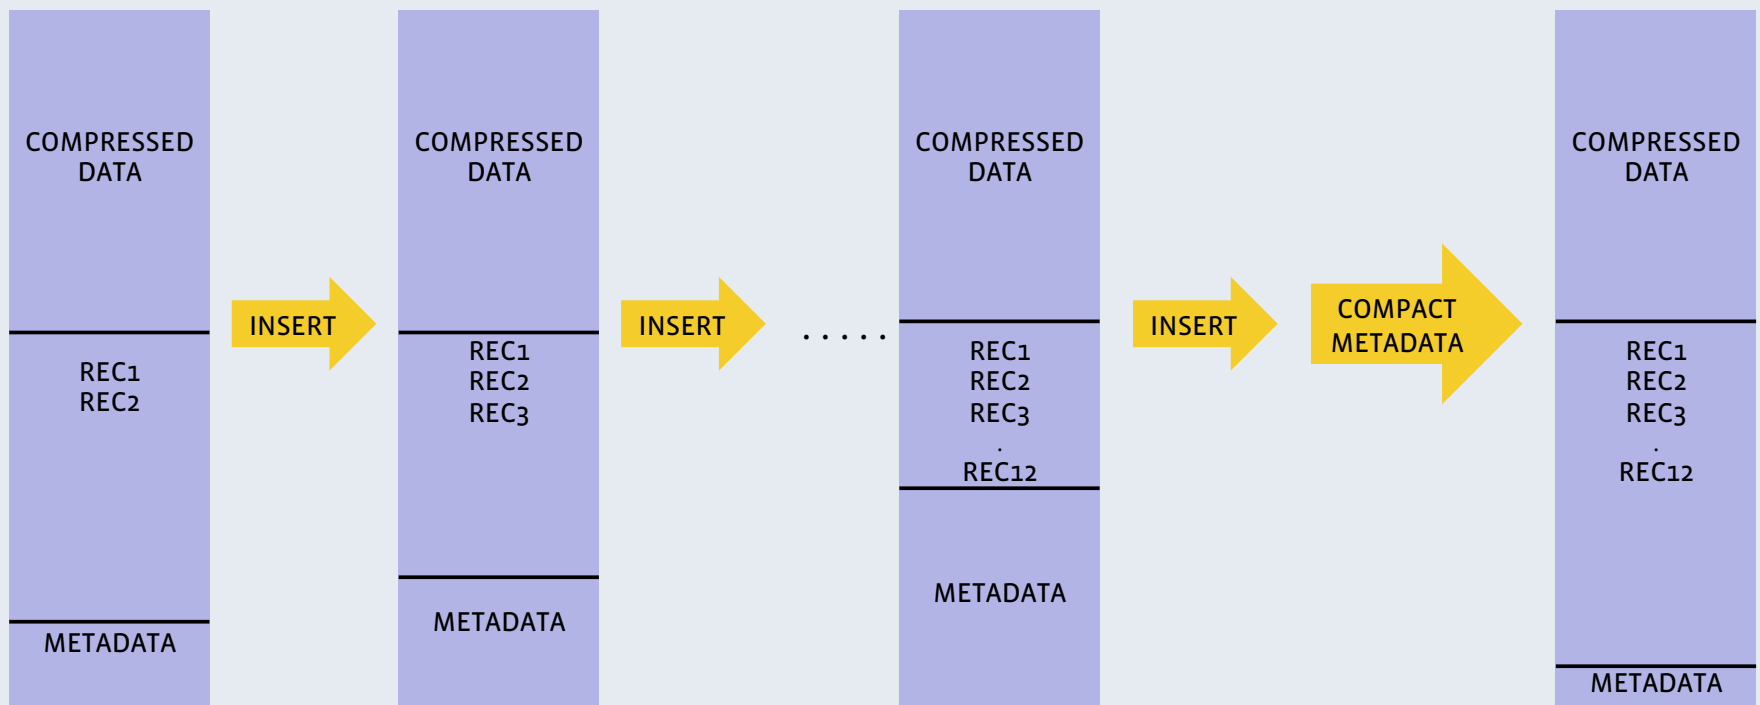 COMPRESSED
DATA
REC1
REC2
METADATA
INSERT
COMPRESSED
DATA
REC1
REC2
REC3
METADATA
INSERT
.....
COMPRESSED
DATA
REC1
REC2
REC3
.
REC12
METADATA
INSERT
COMPACT
METADATA
COMPRESSED
DATA
REC1
REC2
REC3
.
REC12
METADATA